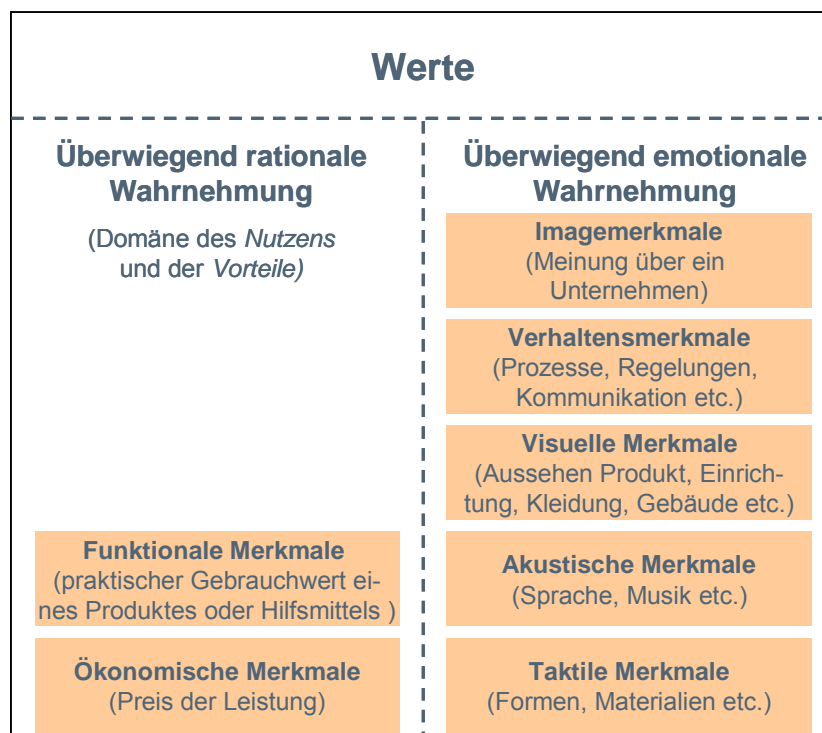 Werte
Überwiegend rationale
Wahrnehmung
(Domäne des Nutzens
und der Vorteile)
Funktionale Merkmale
(praktischer Gebrauchwert ei-
nes Produktes oder Hilfsmittels )
Ökonomische Merkmale
(Preis der Leistung)
Überwiegend emotionale
Wahrnehmung
Imagemerkmale
(Meinung über ein
Unternehmen)
Verhaltensmerkmale
(Prozesse, Regelungen,
Kommunikation etc.)
Visuelle Merkmale
(Aussehen Produkt, Einrich-
tung, Kleidung, Gebäude etc.)
Akustische Merkmale
(Sprache, Musik etc.)
Taktile Merkmale
(Formen, Materialien etc.)